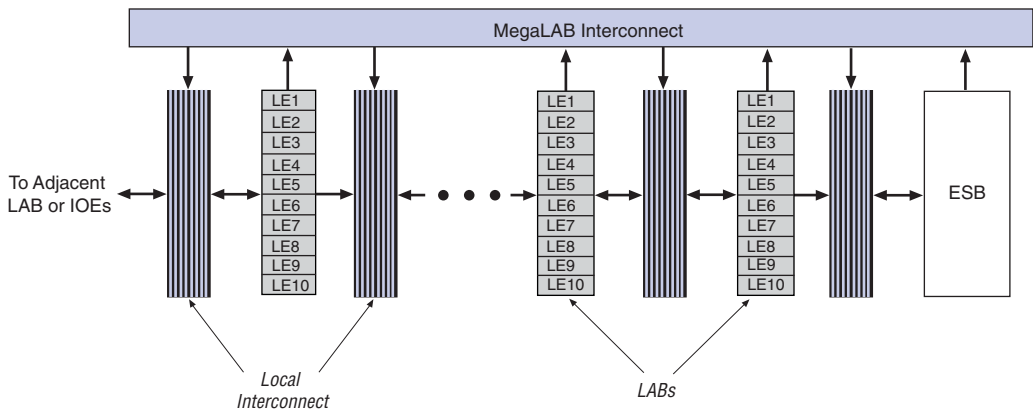 MegaLAB Interconnect
LE1
LE2
LE3
LE4
LE5
LE6
LE7
LE8
LE9
LE10
LE1
LE2
LE3
LE4
LE5
LE6
LE7
LE8
LE9
LE10
LE1
LE2
LE3
LE4
LE5
LE6
LE7
LE8
LE9
LE10
To Adjacent
LAB or IOEs
ESB
Local
Interconnect
LABs